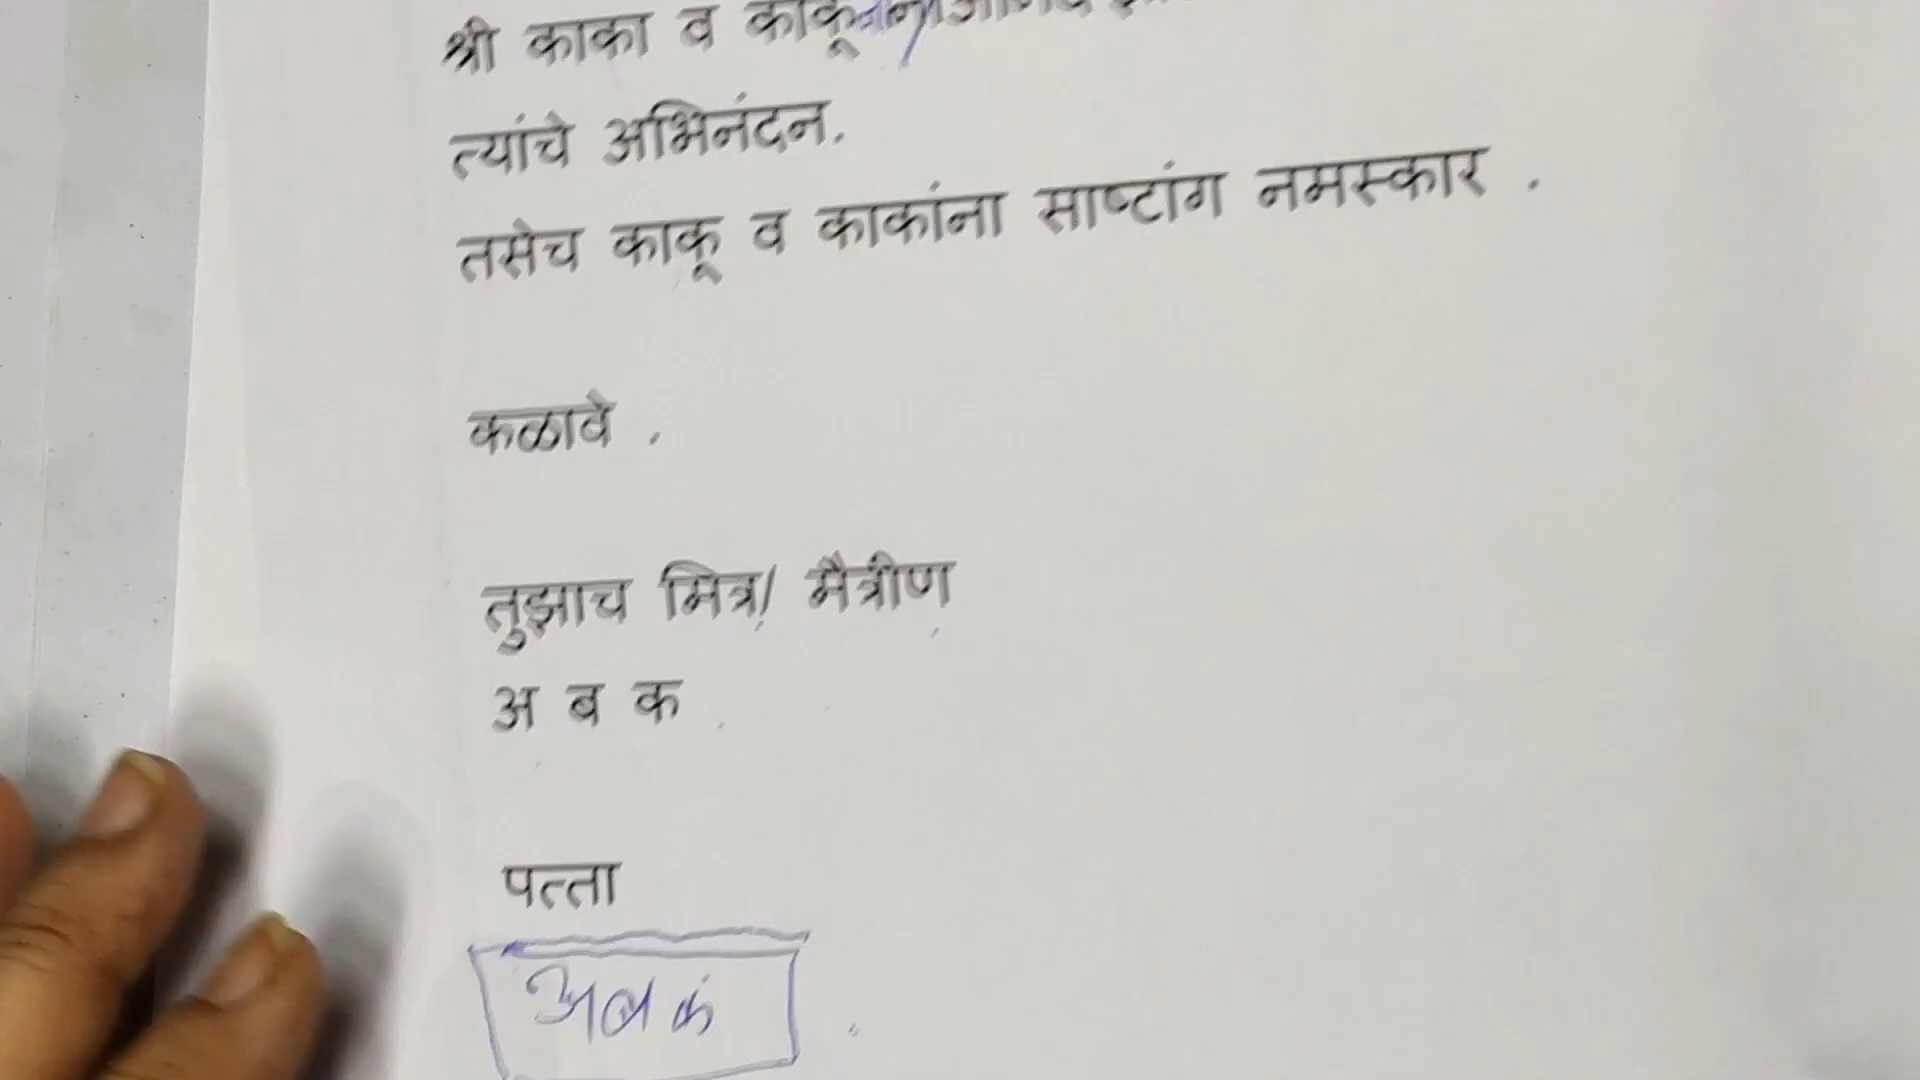 श्री काका व काकू
त्यांचे अभिनंदन.
तसेच काकू व काकांना साष्टांग नमस्कार .
कळावे .
तुझाच मित्र/ मैत्रीण
अ ब क
पत्ता
अ ब क